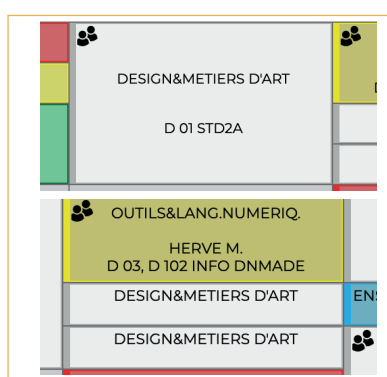 DESIGN&METIERS D'ART
D 01 STD2A
OUTILS&LANG.NUMERIQ.
HERVE M.
D 03, D 102 INFO DNMADE
DESIGN&METIERS D'ART
DESIGN&METIERS D'ART